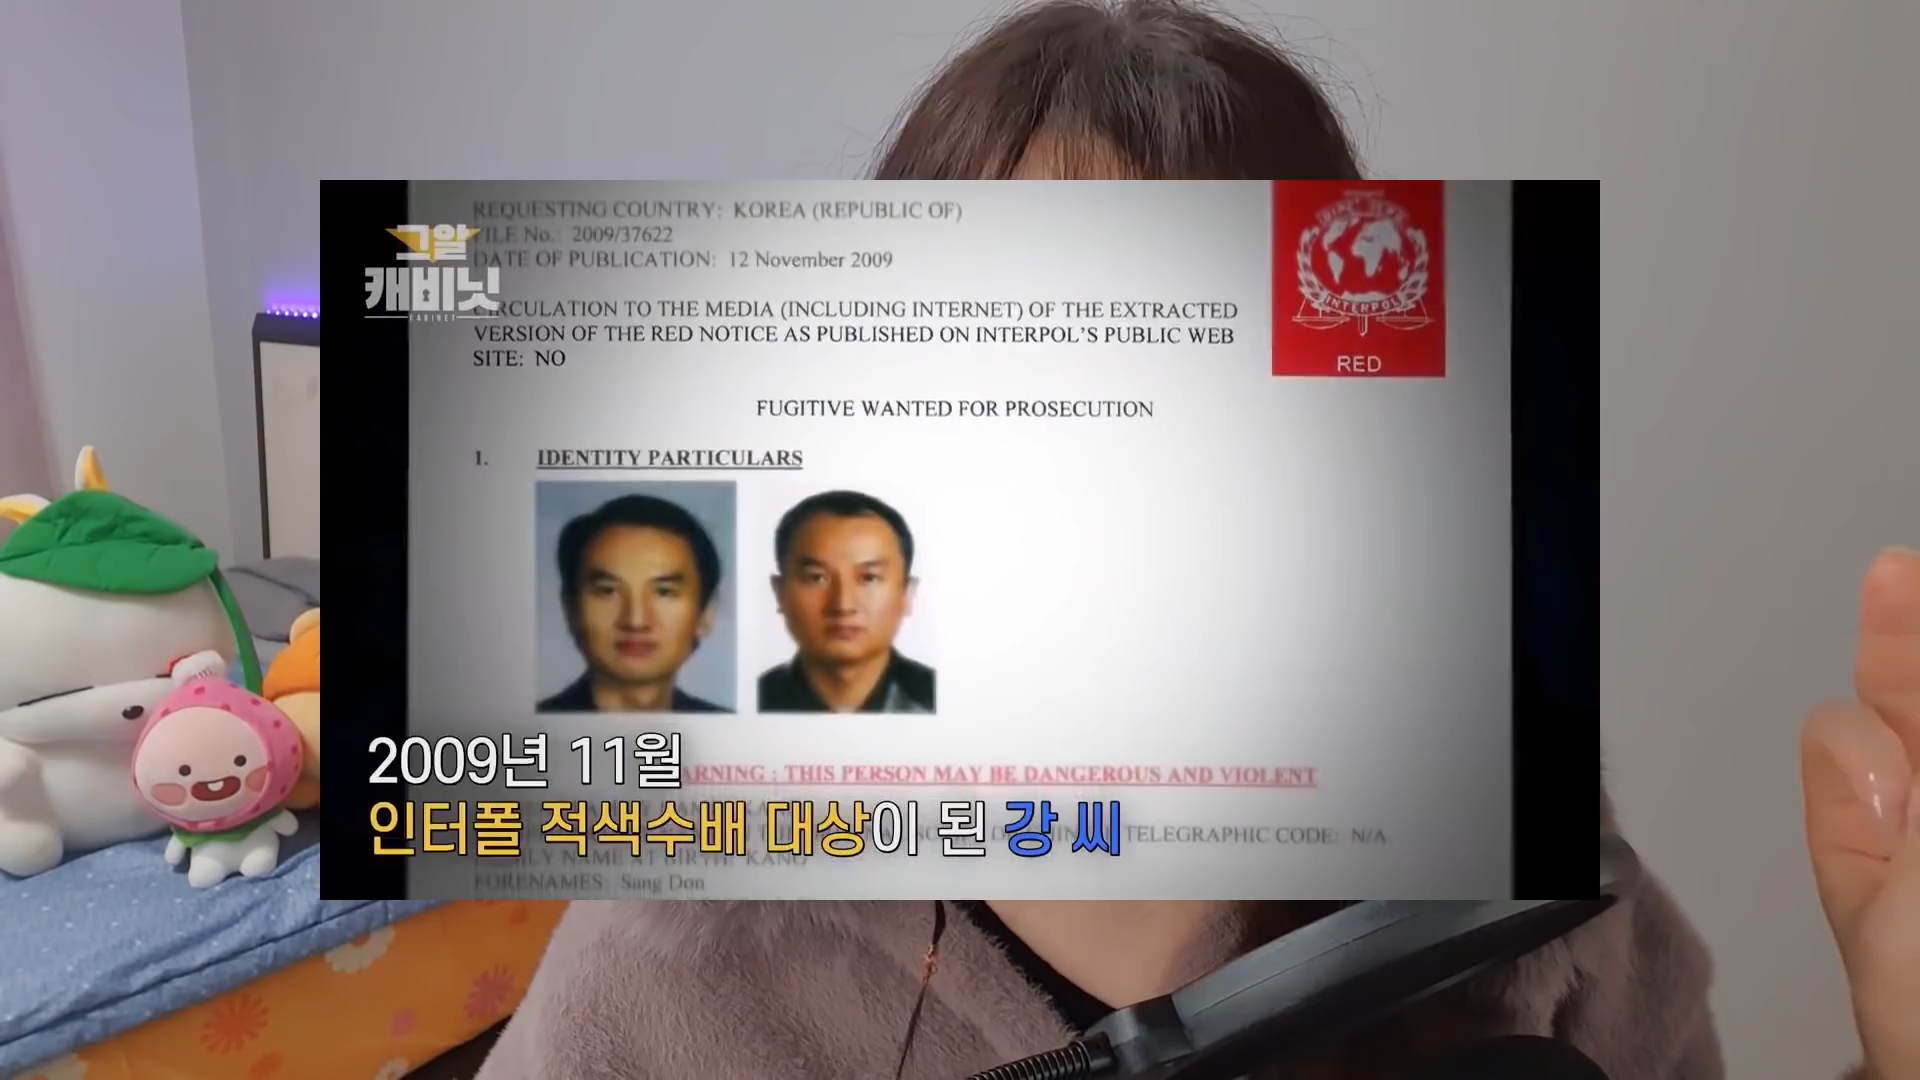 REQUESTING COUNTRY: KOREA (REPUBLIC OF)
FILE No.: 2009/37622
DATE OF PUBLICATION: 12 November 2009
그알
캐비닛
CABINET
CIRCULATION TO THE MEDIA (INCLUDING INTERNET) OF THE EXTRACTED
VERSION OF THE RED NOTICE AS PUBLISHED ON INTERPOL'S PUBLIC WEB
SITE: NO
INTERPOL
RED
FUGITIVE WANTED FOR PROSECUTION
1. IDENTITY PARTICULARS
2009년 11월
ARNING : THIS PERSON MAY BE DANGEROUS AND VIOLENT
인터폴 적색수배 대상이 된 강 씨
TELEGRAPHIC CODE: N/A
NAME AT BIRTH: KANG
FORENAMES: Sang Don